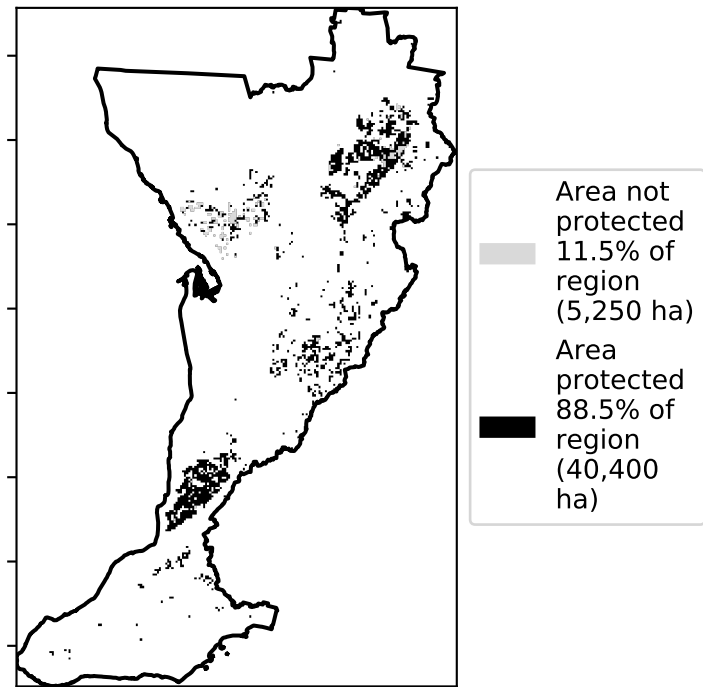 Area not
protected
11.5% of
region
(5,250 ha)
Area
protected
88.5% of
region
(40,400
ha)